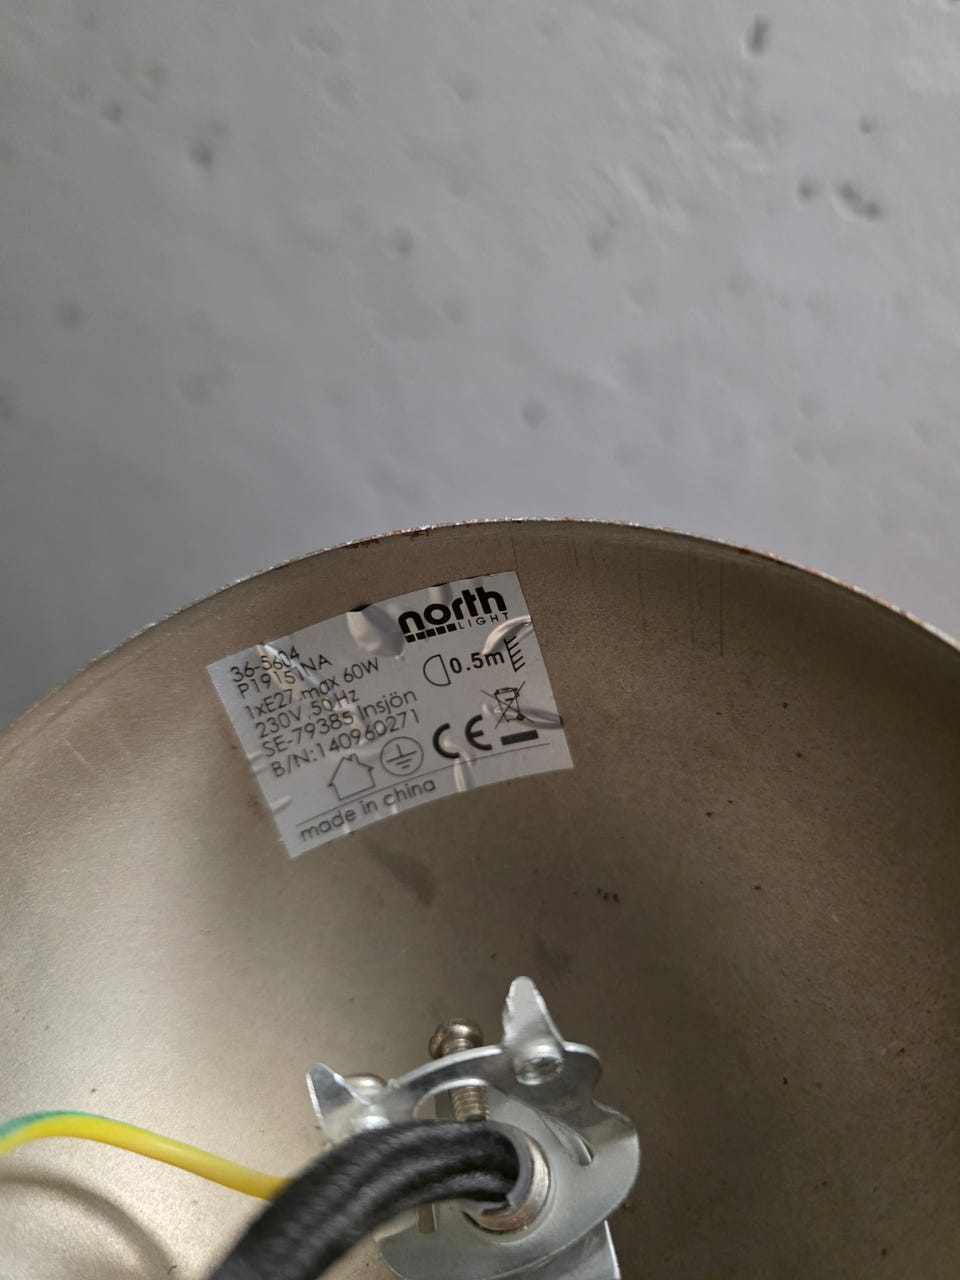 north
LIGHT
36-5604
P19151NA
1xE27 max 60W
230V, 50Hz
SE-79385 Insjön
B/N:140960271
0.5m
CE
made in china